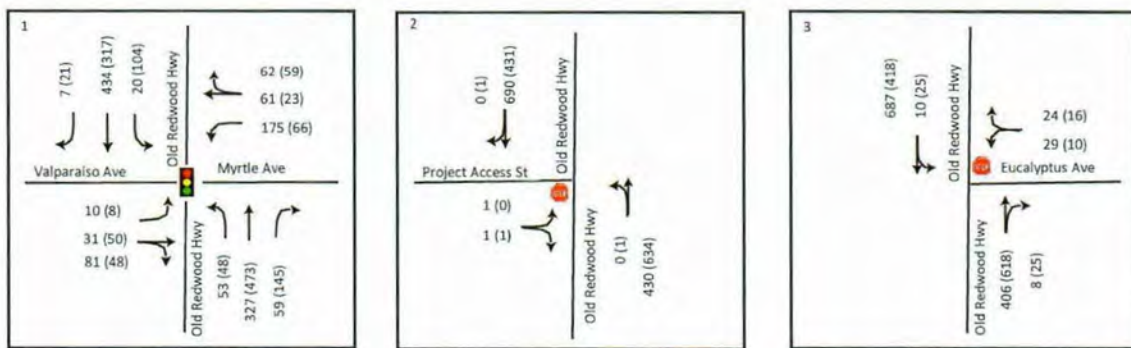 1
7 (21)
434 (317)
20 (104)
Old Redwood Hwy
62 (59)
61 (23)
175 (66)
Valparaiso Ave
Myrtle Ave
10 (8)
31 (50)
81 (48)
Old Redwood Hwy
53 (48)
327 (473)
59 (145)
2
0 (1)
690 (431)
Old Redwood Hwy
Project Access St
1 (0)
1 (1)
Old Redwood Hwy
0 (1)
430 (634)
3
687 (418)
10 (25)
Old Redwood Hwy
24 (16)
29 (10)
Eucalyptus Ave
Old Redwood Hwy
406 (618)
8 (25)